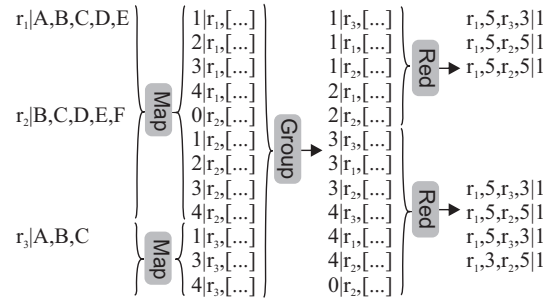 r₁|A,B,C,D,E
r₂|B,C,D,E,F
r₃|A,B,C
Map
Map
1|r₁,[...]
2|r₁,[...]
3|r₁,[...]
4|r₁,[...]
0|r₂,[...]
1|r₂,[...]
2|r₂,[...]
3|r₂,[...]
4|r₂,[...]
1|r₃,[...]
3|r₃,[...]
4|r₃,[...]
Group
1|r₃,[...]
1|r₁,[...]
1|r₂,[...]
2|r₁,[...]
2|r₂,[...]
3|r₃,[...]
3|r₁,[...]
3|r₂,[...]
4|r₃,[...]
4|r₁,[...]
4|r₂,[...]
0|r₂,[...]
Red
Red
r₁,5,r₃,3|1
r₁,5,r₂,5|1
r₁,5,r₂,5|1
r₁,5,r₃,3|1
r₁,5,r₂,5|1
r₁,5,r₃,3|1
r₁,3,r₂,5|1